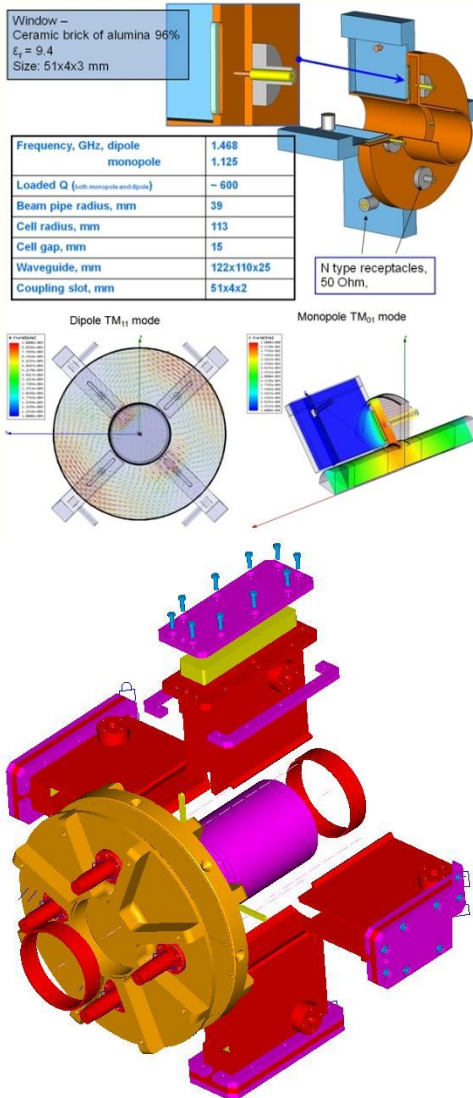 Window –
Ceramic brick of alumina 96%
εr = 9.4
Size: 51x4x3 mm
Frequency, GHz, dipole 1.468
monopole 1.125
Loaded Q (both monopole and dipole) ~ 600
Beam pipe radius, mm 39
Cell radius, mm 113
Cell gap, mm 15
Waveguide, mm 122x110x25
Coupling slot, mm 51x4x2
N type receptacles,
50 Ohm,
Dipole TM11 mode
Monopole TM01 mode